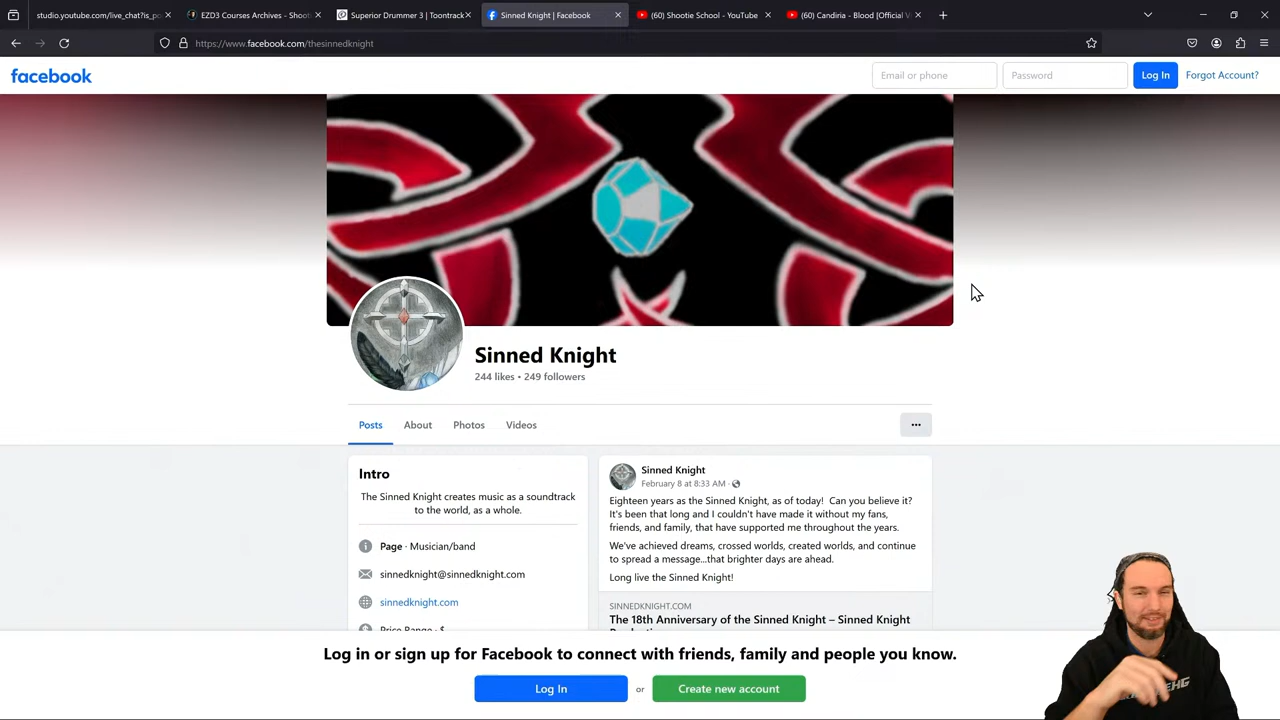 studio.youtube.com/live_chat?is_po
EZD3 Courses Archives - Shooti
Superior Drummer 3 | Toontrack
Sinned Knight | Facebook
(60) Shootie School - YouTube
(60) Candiria - Blood [Official V
https://www.facebook.com/thesinnedknight
facebook
Email or phone
Password
Log In
Forgot Account?
Sinned Knight
244 likes • 249 followers
Posts
About
Photos
Videos
Intro
The Sinned Knight creates music as a soundtrack
to the world, as a whole.
Page · Musician/band
sinnedknight@sinnedknight.com
sinnedknight.com
Price Range · $
Sinned Knight
February 8 at 8:33 AM ·
Eighteen years as the Sinned Knight, as of today! Can you believe it?
It's been that long and I couldn't have made it without my fans,
friends, and family, that have supported me throughout the years.
We've achieved dreams, crossed worlds, created worlds, and continue
to spread a message...that brighter days are ahead.
Long live the Sinned Knight!
SINNEDKNIGHT.COM
The 18th Anniversary of the Sinned Knight – Sinned Knight
Log in or sign up for Facebook to connect with friends, family and people you know.
Log In
or
Create new account